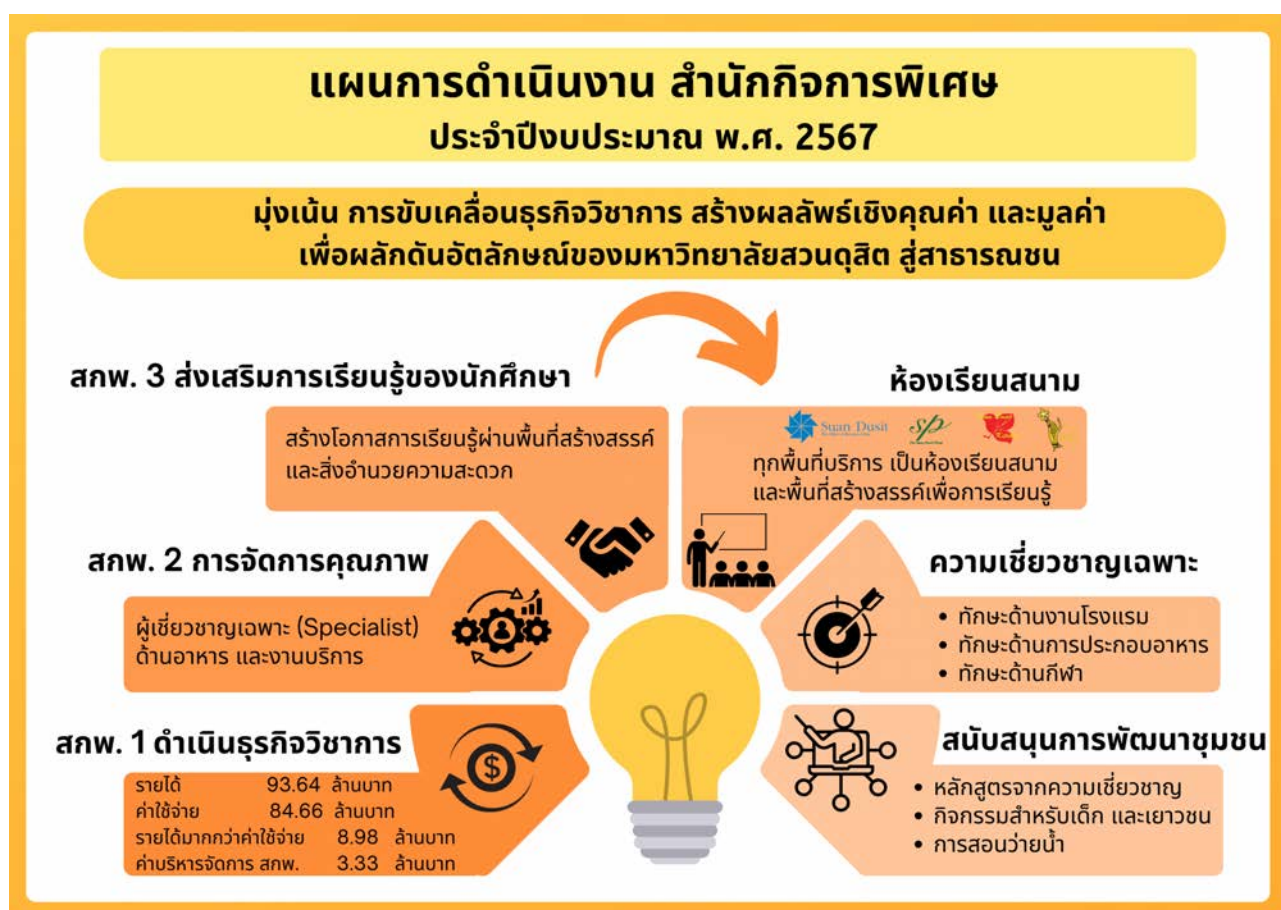 แผนการดำเนินงาน สำนักกิจการพิเศษ
ประจำปีงบประมาณ พ.ศ. 2567
มุ่งเน้น การขับเคลื่อนธุรกิจวิชาการ สร้างผลลัพธ์เชิงคุณค่า และมูลค่า
เพื่อผลักดันอัตลักษณ์ของมหาวิทยาลัยสวนดุสิต สู่สาธารณชน
สกพ. 3 ส่งเสริมการเรียนรู้ของนักศึกษา
สร้างโอกาสการเรียนรู้ผ่านพื้นที่สร้างสรรค์
และสิ่งอำนวยความสะดวก
ห้องเรียนสนาม
Suan Dusit
sp
ทุกพื้นที่บริการ เป็นห้องเรียนสนาม
และพื้นที่สร้างสรรค์เพื่อการเรียนรู้
สกพ. 2 การจัดการคุณภาพ
ผู้เชี่ยวชาญเฉพาะ (Specialist)
ด้านอาหาร และงานบริการ
ความเชี่ยวชาญเฉพาะ
• ทักษะด้านงานโรงแรม
• ทักษะด้านการประกอบอาหาร
• ทักษะด้านกีฬา
สกพ. 1 ดำเนินธุรกิจวิชาการ
รายได้ 93.64 ล้านบาท
ค่าใช้จ่าย 84.66 ล้านบาท
รายได้มากกว่าค่าใช้จ่าย 8.98 ล้านบาท
ค่าบริหารจัดการ สกพ. 3.33 ล้านบาท
$
สนับสนุนการพัฒนาชุมชน
• หลักสูตรจากความเชี่ยวชาญ
• กิจกรรมสำหรับเด็ก และเยาวชน
• การสอนว่ายน้ำ